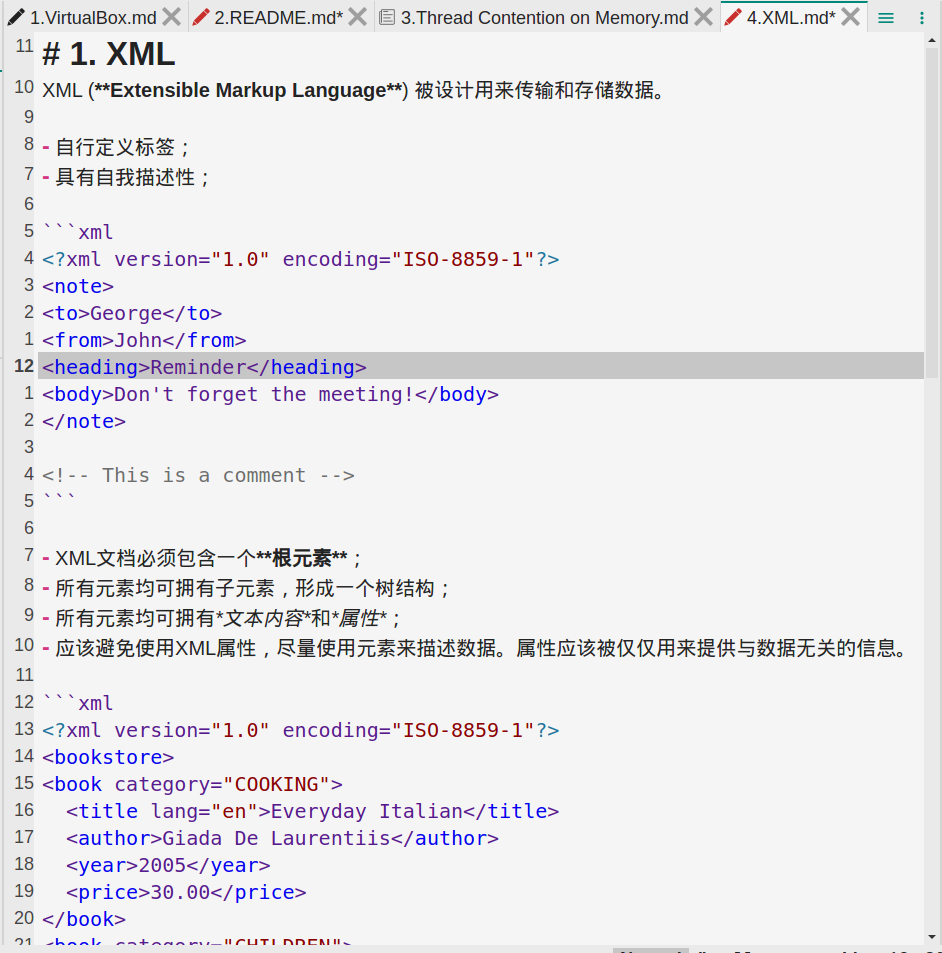 1.VirtualBox.md 2.README.md* 3.Thread Contention on Memory.md 4.XML.md*
11 # 1. XML
10 XML (**Extensible Markup Language**) 被设计用来传输和存储数据。
9
8 - 自行定义标签；
7 - 具有自我描述性；
6
5 ```xml
4 <?xml version="1.0" encoding="ISO-8859-1"?>
3 <note>
2 <to>George</to>
1 <from>John</from>
12 <heading>Reminder</heading>
1 <body>Don't forget the meeting!</body>
2 </note>
3
4 <!-- This is a comment -->
5 ```
6
7 - XML文档必须包含一个**根元素**；
8 - 所有元素均可拥有子元素，形成一个树结构；
9 - 所有元素均可拥有*文本内容*和*属性*；
10 - 应该避免使用XML属性，尽量使用元素来描述数据。属性应该被仅仅用来提供与数据无关的信息。
11
12 ```xml
13 <?xml version="1.0" encoding="ISO-8859-1"?>
14 <bookstore>
15 <book category="COOKING">
16   <title lang="en">Everyday Italian</title>
17   <author>Giada De Laurentiis</author>
18   <year>2005</year>
19   <price>30.00</price>
20 </book>
21 <book category="CHILDREN">